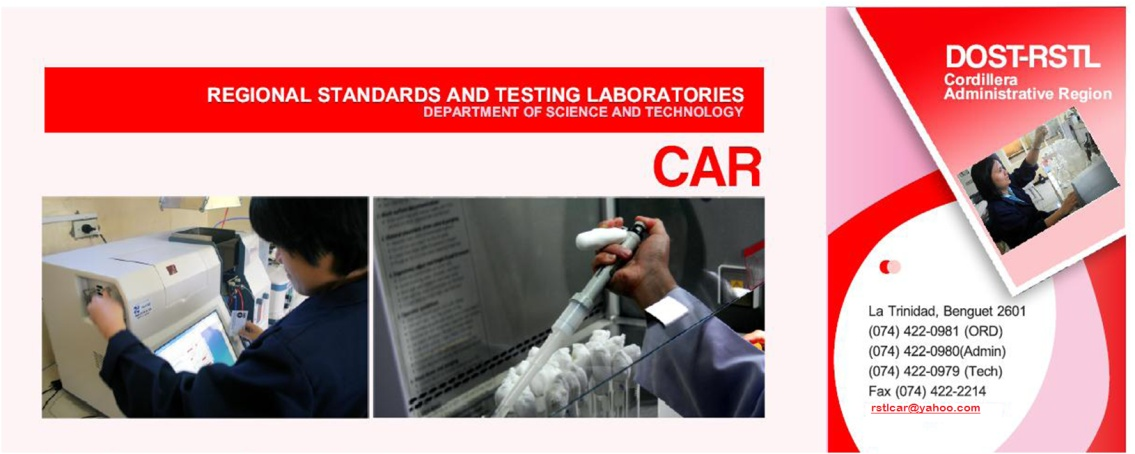 REGIONAL STANDARDS AND TESTING LABORATORIES
DEPARTMENT OF SCIENCE AND TECHNOLOGY
CAR
DOST-RSTL
Cordillera
Administrative Region
La Trinidad, Benguet 2601
(074) 422-0981 (ORD)
(074) 422-0980(Admin)
(074) 422-0979 (Tech)
Fax (074) 422-2214
rstlcar@yahoo.com